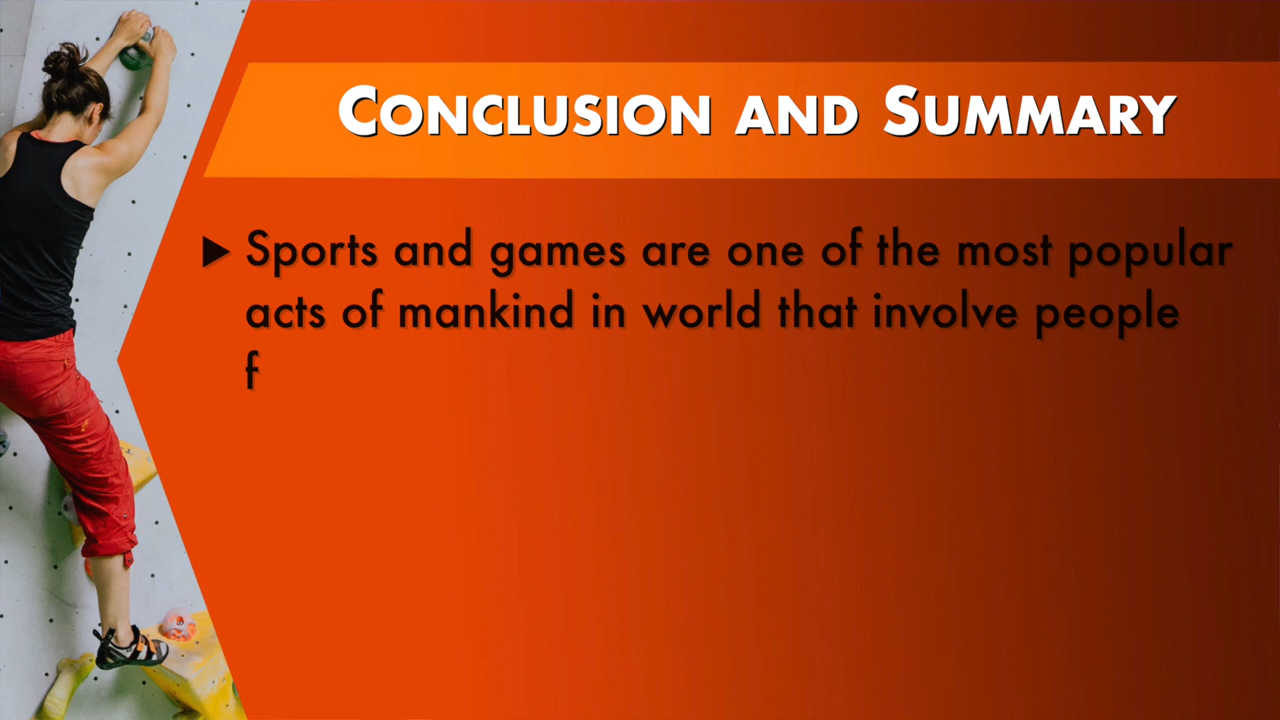 Conclusion and Summary
Sports and games are one of the most popular
acts of mankind in world that involve people
f